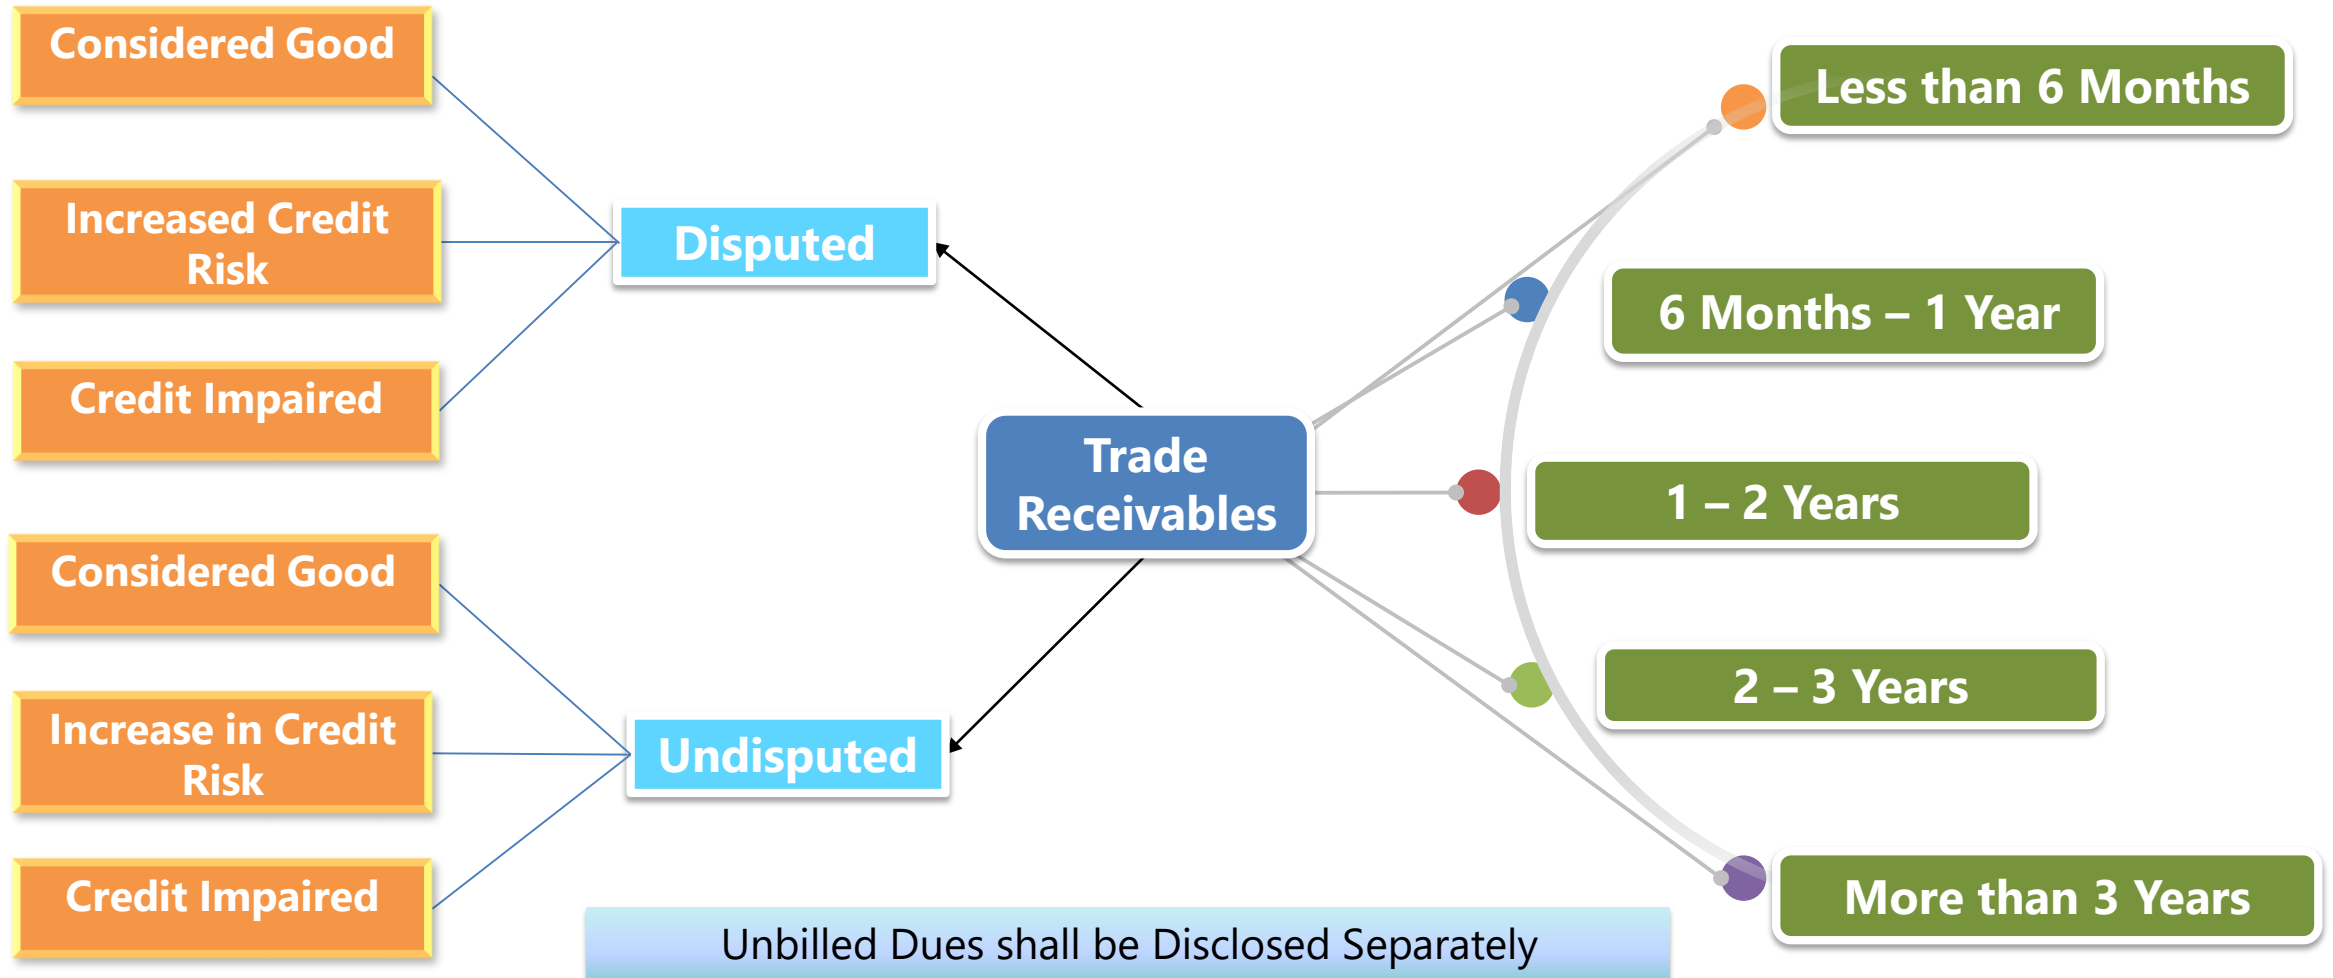 Considered Good
Increased Credit
Risk
Credit Impaired
Considered Good
Increase in Credit
Risk
Credit Impaired
Disputed
Undisputed
Trade
Receivables
Less than 6 Months
6 Months – 1 Year
1 – 2 Years
2 – 3 Years
More than 3 Years
Unbilled Dues shall be Disclosed Separately